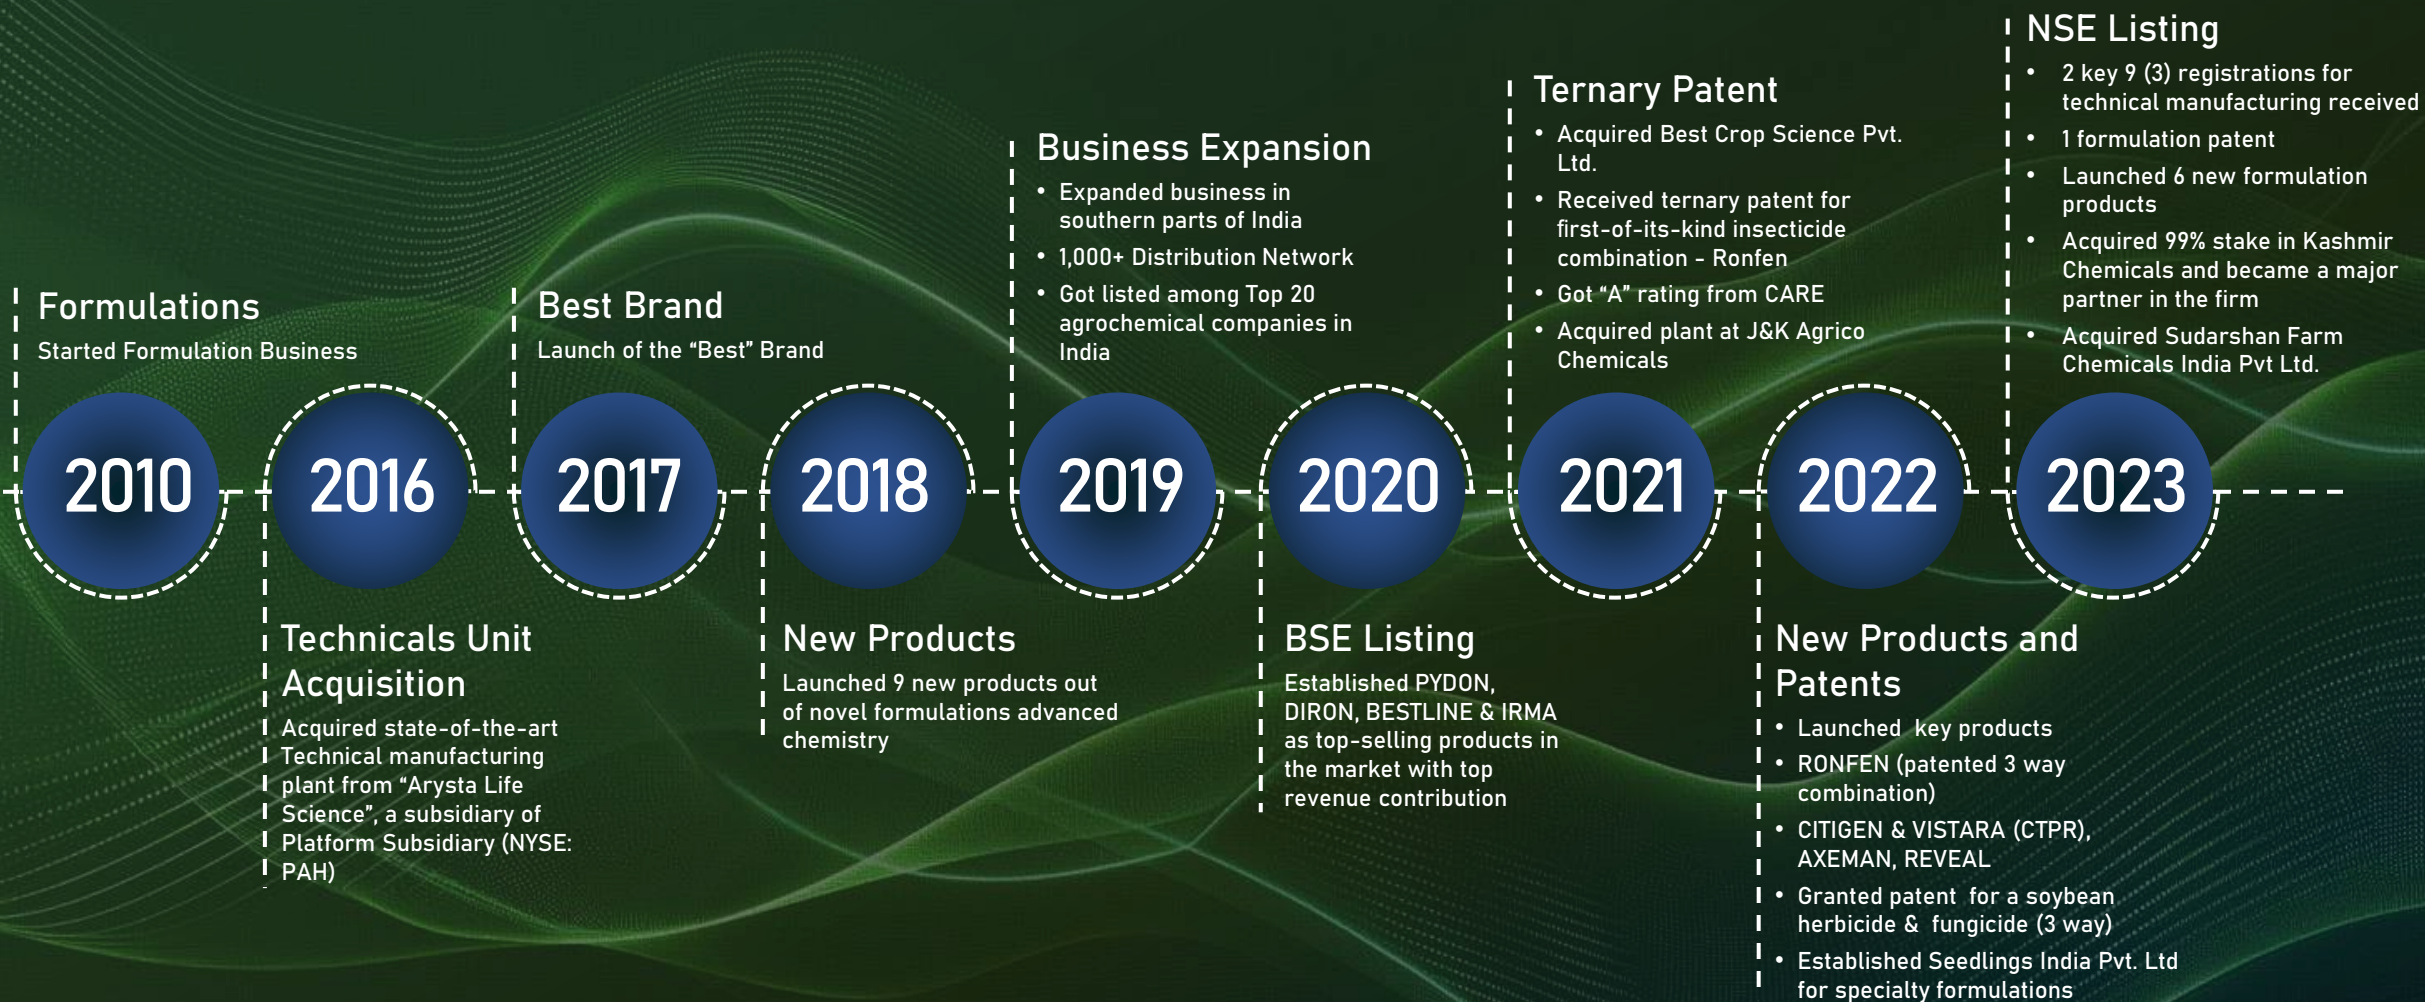 Formulations
Started Formulation Business
2010
2016
Technicals Unit
Acquisition
Acquired state-of-the-art
Technical manufacturing
plant from “Arysta Life
Science”, a subsidiary of
Platform Subsidiary (NYSE:
PAH)
Best Brand
Launch of the “Best” Brand
2017
2018
New Products
Launched 9 new products out
of novel formulations advanced
chemistry
Business Expansion
• Expanded business in
southern parts of India
• 1,000+ Distribution Network
• Got listed among Top 20
agrochemical companies in
India
2019
2020
BSE Listing
Established PYDON,
DIRON, BESTLINE & IRMA
as top-selling products in
the market with top
revenue contribution
Ternary Patent
• Acquired Best Crop Science Pvt.
Ltd.
• Received ternary patent for
first-of-its-kind insecticide
combination - Ronfen
• Got “A” rating from CARE
• Acquired plant at J&K Agrico
Chemicals
2021
2022
New Products and
Patents
• Launched key products
• RONFEN (patented 3 way
combination)
• CITIGEN & VISTARA (CTPR),
AXEMAN, REVEAL
• Granted patent for a soybean
herbicide & fungicide (3 way)
• Established Seedlings India Pvt. Ltd
for specialty formulations
NSE Listing
• 2 key 9 (3) registrations for
technical manufacturing received
• 1 formulation patent
• Launched 6 new formulation
products
• Acquired 99% stake in Kashmir
Chemicals and became a major
partner in the firm
• Acquired Sudarshan Farm
Chemicals India Pvt Ltd.
2023